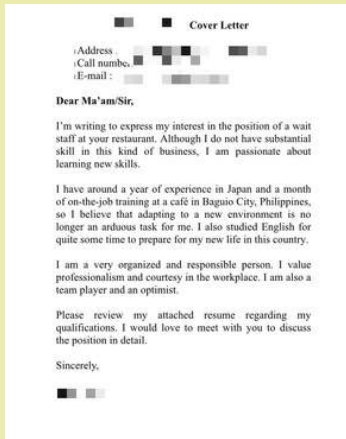 Cover Letter
Address
Call number
E-mail :
Dear Ma'am/Sir,
I'm writing to express my interest in the position of a wait
staff at your restaurant. Although I do not have substantial
skill in this kind of business, I am passionate about
learning new skills.
I have around a year of experience in Japan and a month
of on-the-job training at a café in Baguio City, Philippines,
so I believe that adapting to a new environment is no
longer an arduous task for me. I also studied English for
quite some time to prepare for my new life in this country.
I am a very organized and responsible person. I value
professionalism and courtesy in the workplace. I am also a
team player and an optimist.
Please review my attached resume regarding my
qualifications. I would love to meet with you to discuss
the position in detail.
Sincerely,